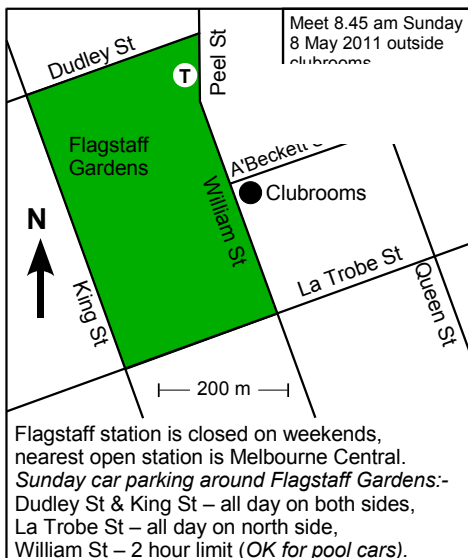 Meet 8.45 am Sunday
8 May 2011 outside
clubrooms
Dudley St
Peel St
T
Flagstaff
Gardens
A'Beckett
Clubrooms
William St
N
La Trobe St
King St
Queen St
200 m
Flagstaff station is closed on weekends,
nearest open station is Melbourne Central.
Sunday car parking around Flagstaff Gardens:-
Dudley St & King St – all day on both sides,
La Trobe St – all day on north side,
William St – 2 hour limit (OK for pool cars).